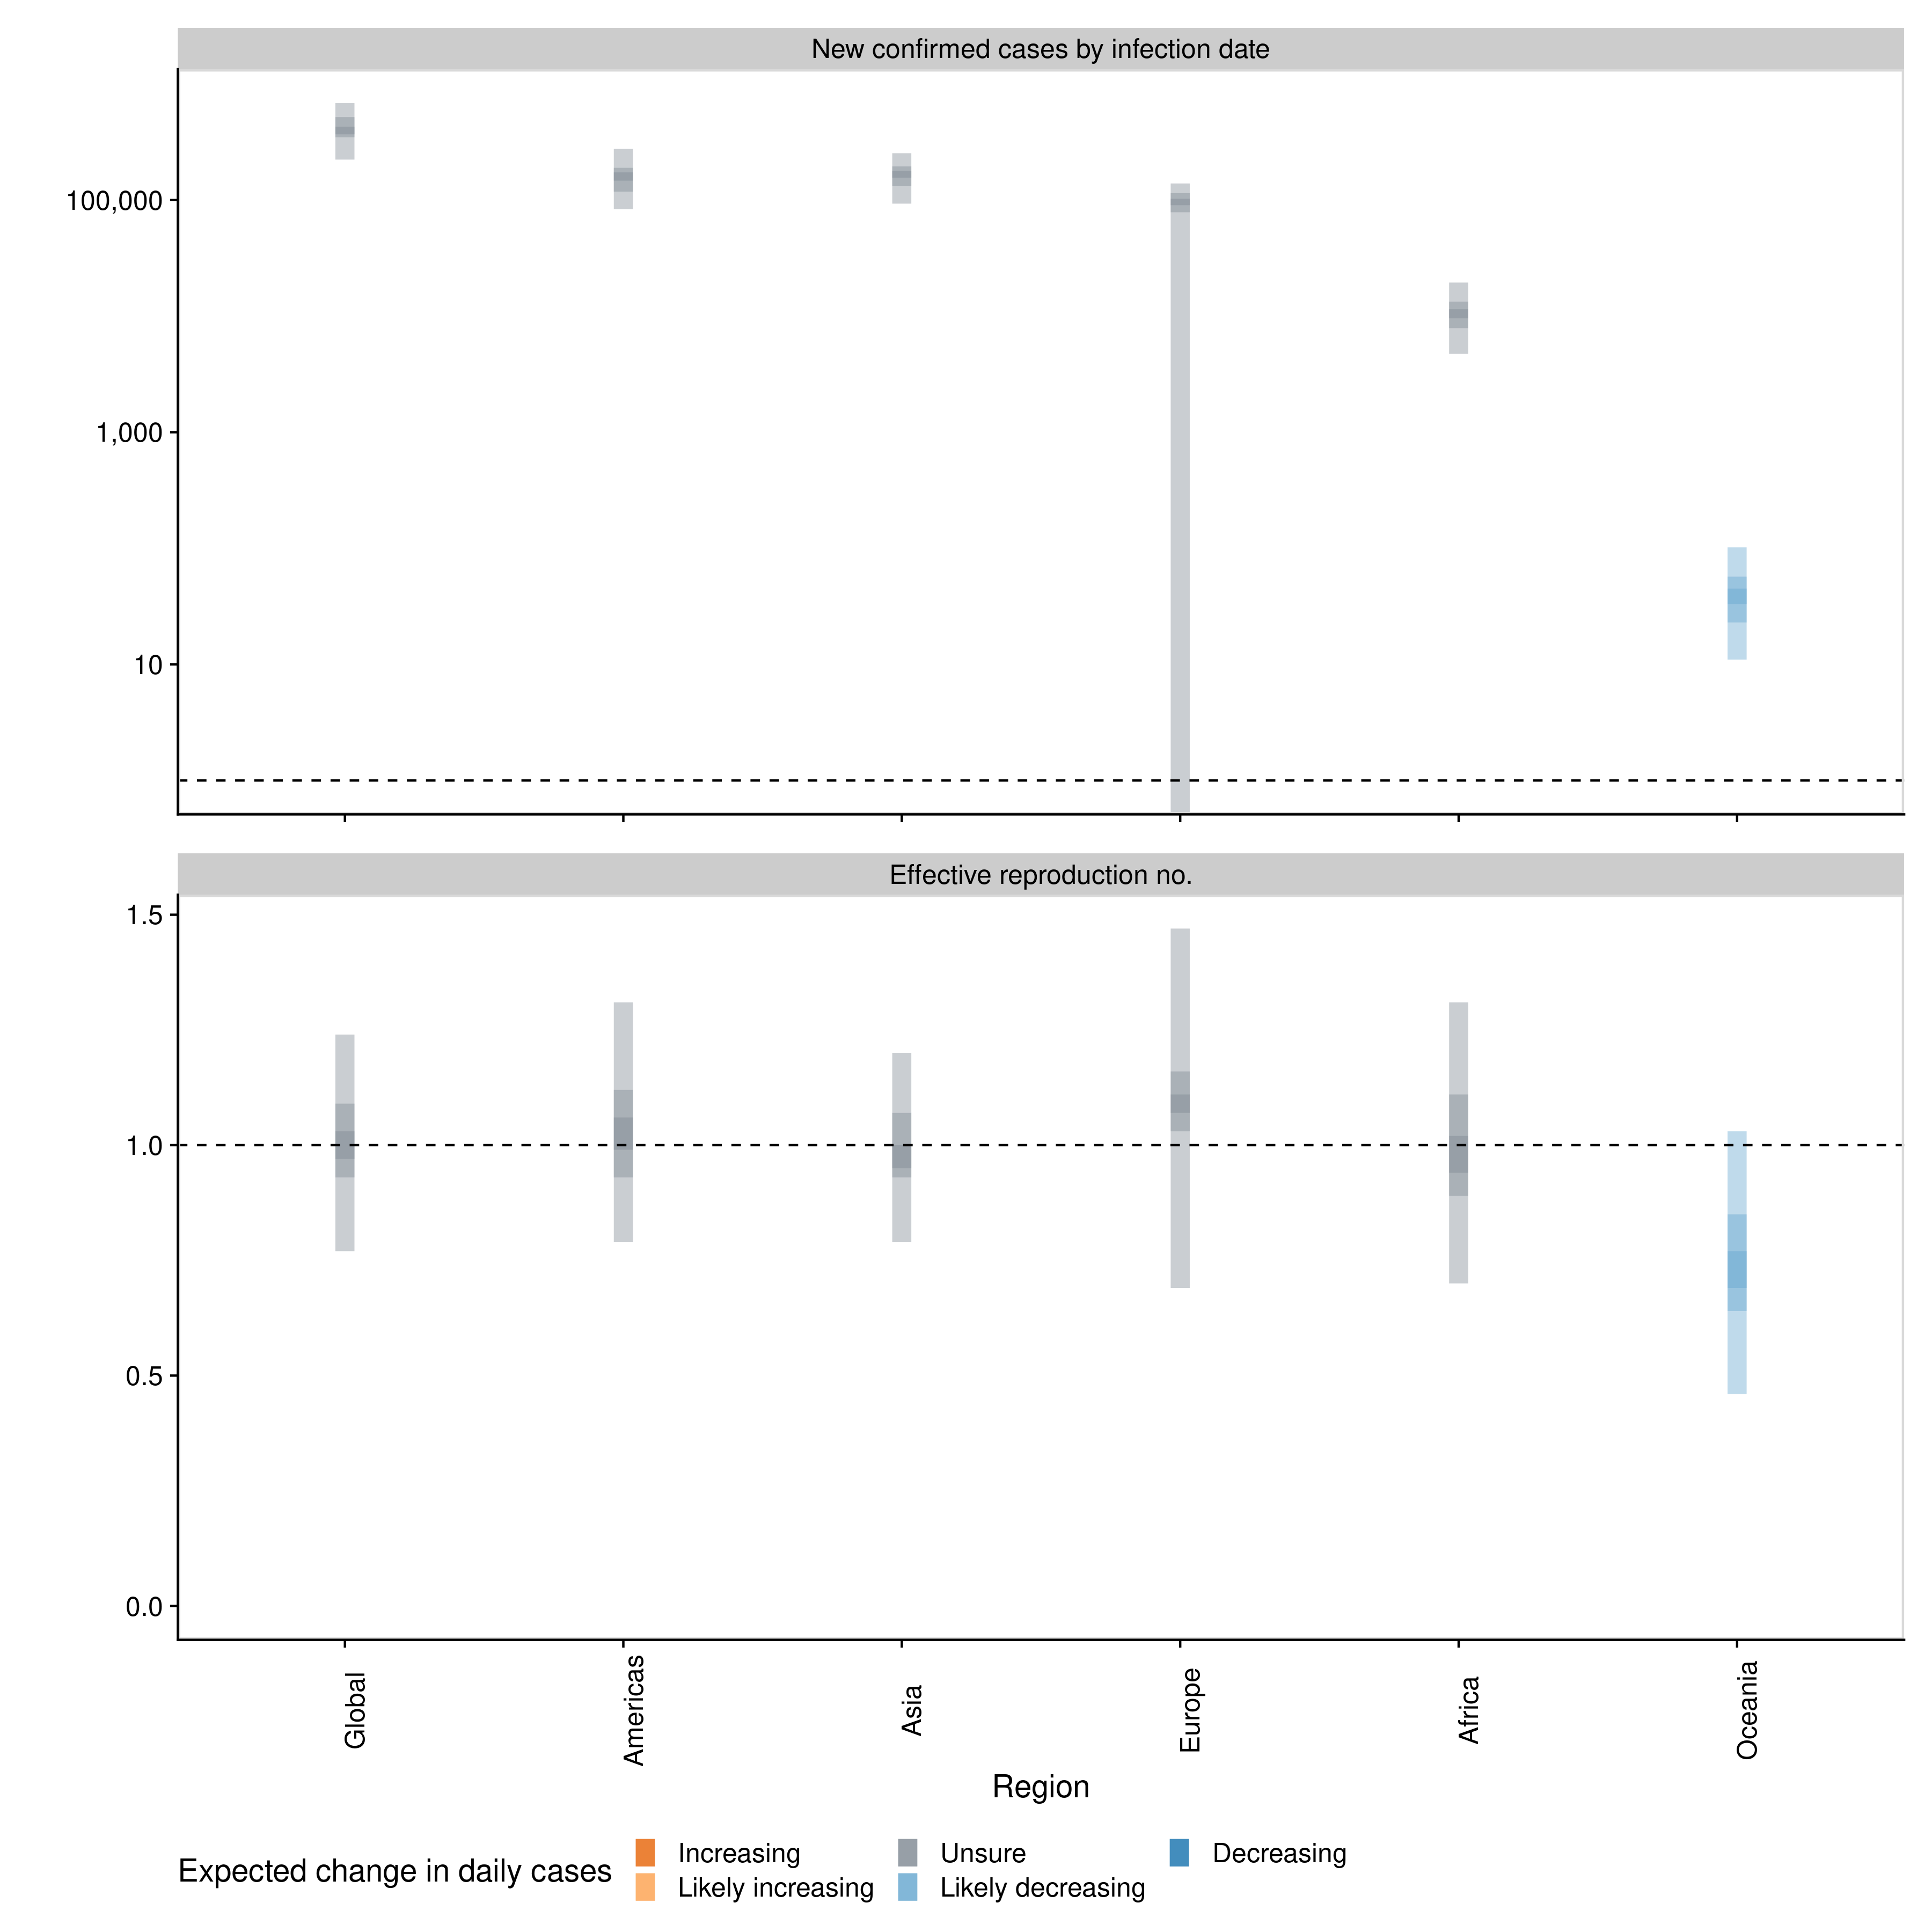 New confirmed cases by infection date
100,000
1,000
10
Effective reproduction no.
1.5
1.0
0.5
0.0
Global
Americas
Asia
Europe
Africa
Oceania
Region
Expected change in daily cases
Increasing
Unsure
Decreasing
Likely increasing
Likely decreasing